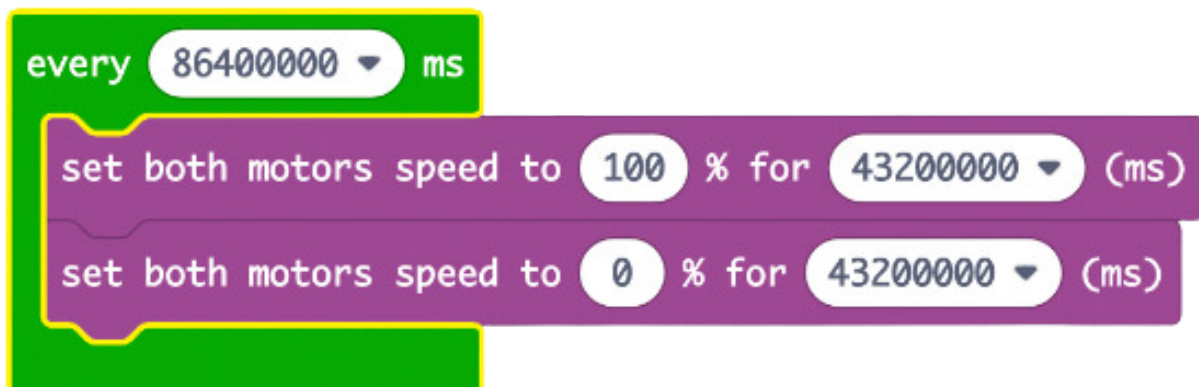 every 86400000 ms
set both motors speed to 100 % for 43200000 (ms)
set both motors speed to 0 % for 43200000 (ms)